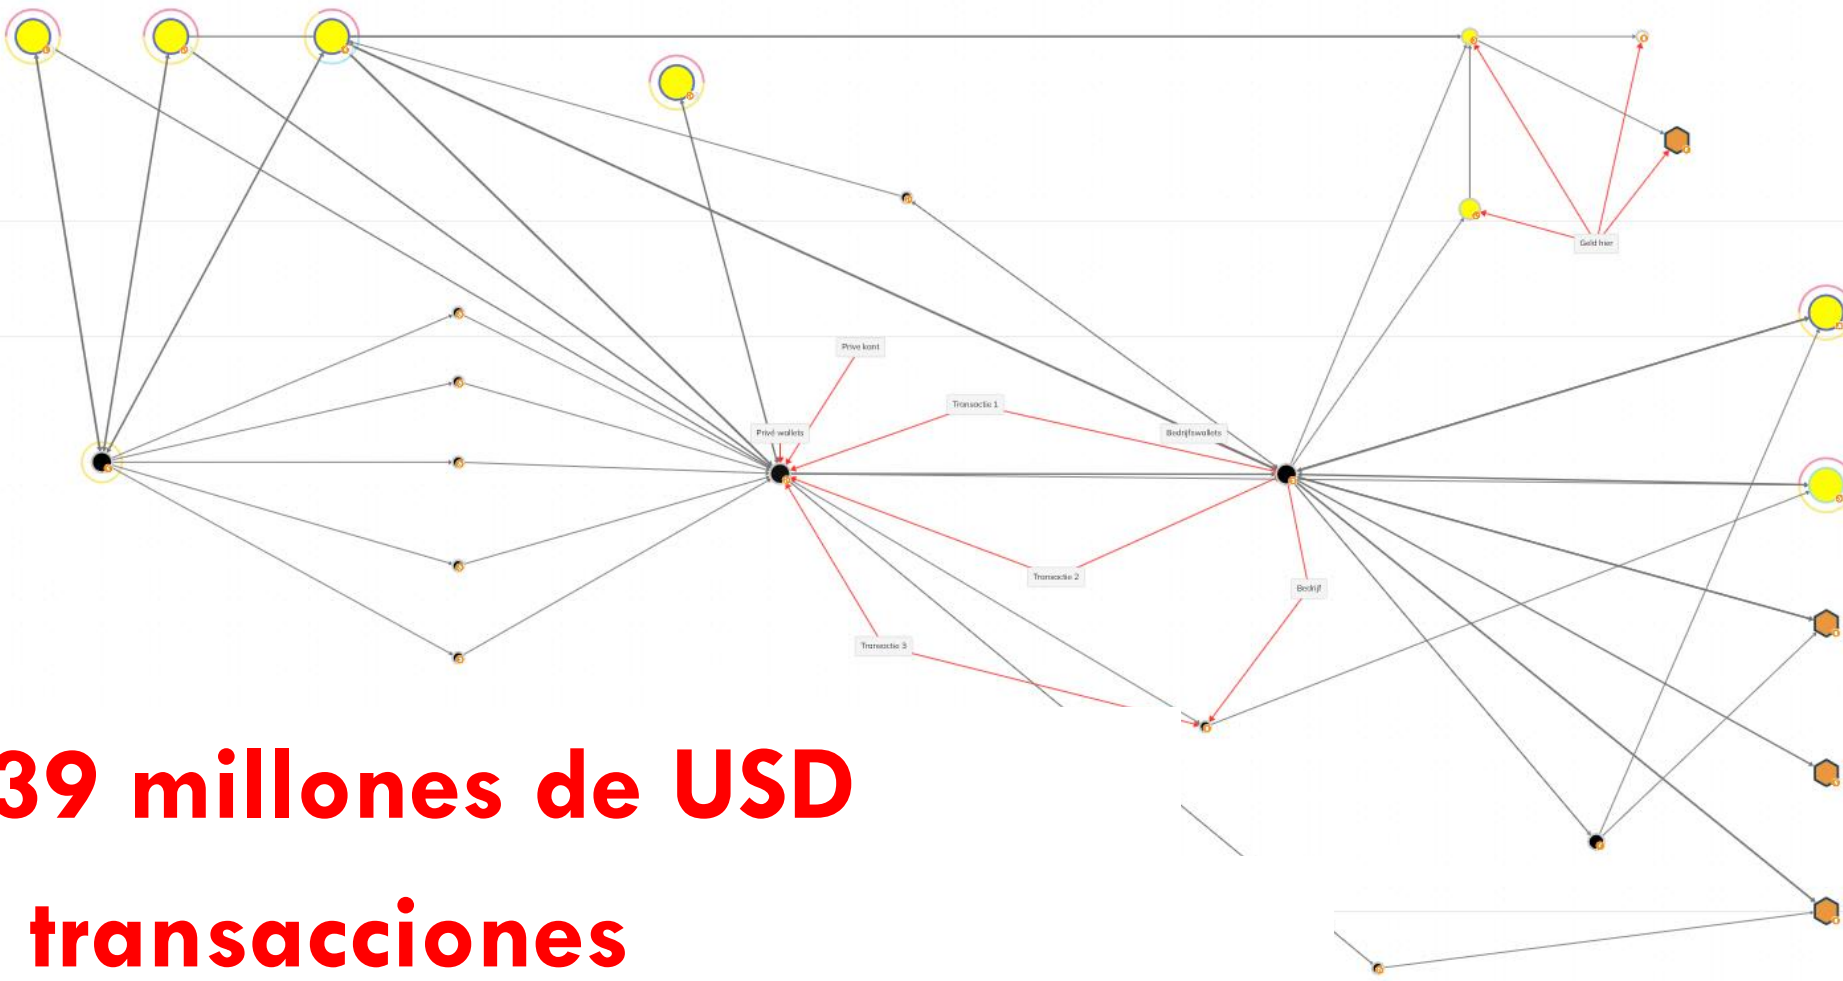 Geld hier
Prive kant
Transactie 1
Privé wallets
Bedrijfswallets
Transactie 2
Bedrijf
Transactie 3
39 millones de USD
transacciones